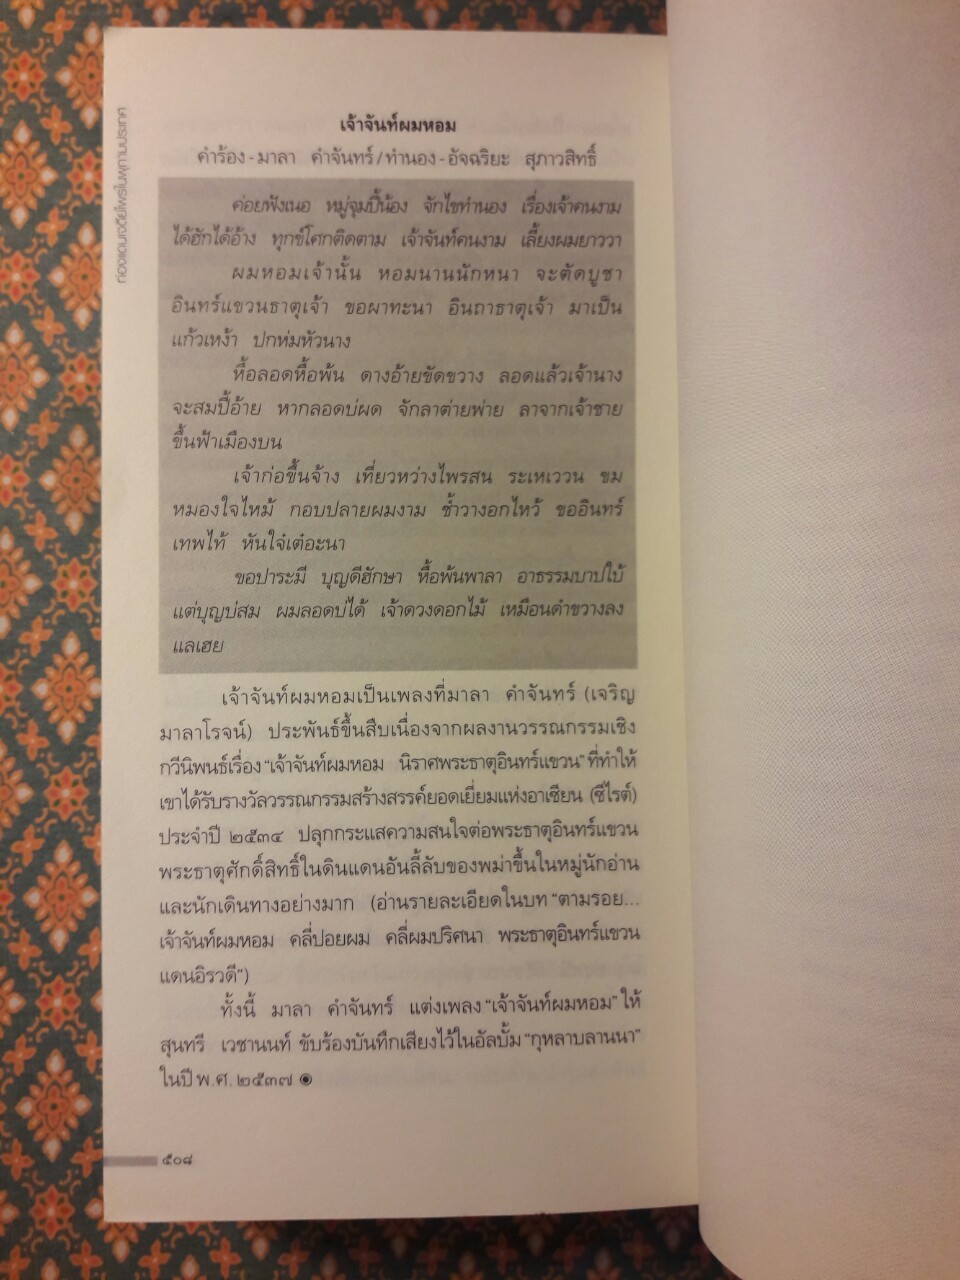 เจ้าจันท์ผมหอม
คำร้อง - มาลา คำจันทร์ / ทำนอง - อัจฉริยะ สุภาวสิทธิ์
ค่อยฟังเนอ หมู่จุมปี้น้อง จักไขทำนอง เรื่องเจ้าคนงาม
ได้ฮักได้อ้าง ทุกข์โศกติดตาม เจ้าจันท์คนงาม เลี้ยงผมยาววา
ผมหอมเจ้านั้น หอมนานนักหนา จะตัดบูชา
อินทร์แขวนธาตุเจ้า ขอผาทะนา อินถาธาตุเจ้า มาเป็น
แก้วเหง้า ปกห่มหัวนาง
หื้อลอดหื้อพ้น ดางอ้ายขัดขวาง ลอดแล้วเจ้านาง
จะสมปี้อ้าย หากลอดบ่ผด จักลาต่ายพ่าย ลาจากเจ้าชาย
ขึ้นฟ้าเมืองบน
เจ้าก่อขึ้นจ้าง เที่ยวหว่างไพรสน ระเหเววน ขม
หมองใจไหม้ กอบปลายผมงาม ซ้ำวางอกไหว้ ขออินทร์
เทพไท้ หันใจ๋เต๋อะนา
ขอปาระมี บุญดีฮักษา หื้อพ้นพาลา อาธรรมบาปใบ้
แต่บุญบ่สม ผมลอดบ่ได้ เจ้าดวงดอกไม้ เหมือนดำขวางลง
แลเฮย
เจ้าจันท์ผมหอมเป็นเพลงที่มาลา คำจันทร์ (เจริญ
มาลาโรจน์) ประพันธ์ขึ้นสืบเนื่องจากผลงานวรรณกรรมเชิง
กวีนิพนธ์เรื่อง “เจ้าจันท์ผมหอม นิราศพระธาตุอินทร์แขวน” ที่ทำให้
เขาได้รับรางวัลวรรณกรรมสร้างสรรค์ยอดเยี่ยมแห่งอาเซียน (ซีไรต์)
ประจำปี ๒๕๓๔ ปลุกกระแสความสนใจต่อพระธาตุอินทร์แขวน
พระธาตุศักดิ์สิทธิ์ในดินแดนอันลี้ลับของพม่าขึ้นในหมู่นักอ่าน
และนักเดินทางอย่างมาก (อ่านรายละเอียดในบท “ตามรอย...
เจ้าจันท์ผมหอม คลี่ปอยผม คลี่ผมปริศนา พระธาตุอินทร์แขวน
แดนอิรวดี”)
ทั้งนี้ มาลา คำจันทร์ แต่งเพลง “เจ้าจันท์ผมหอม” ให้
สุนทรี เวชานนท์ ขับร้องบันทึกเสียงไว้ในอัลบั้ม “กุหลาบลานนา”
ในปี พ.ศ. ๒๕๓๗
๕๐๘